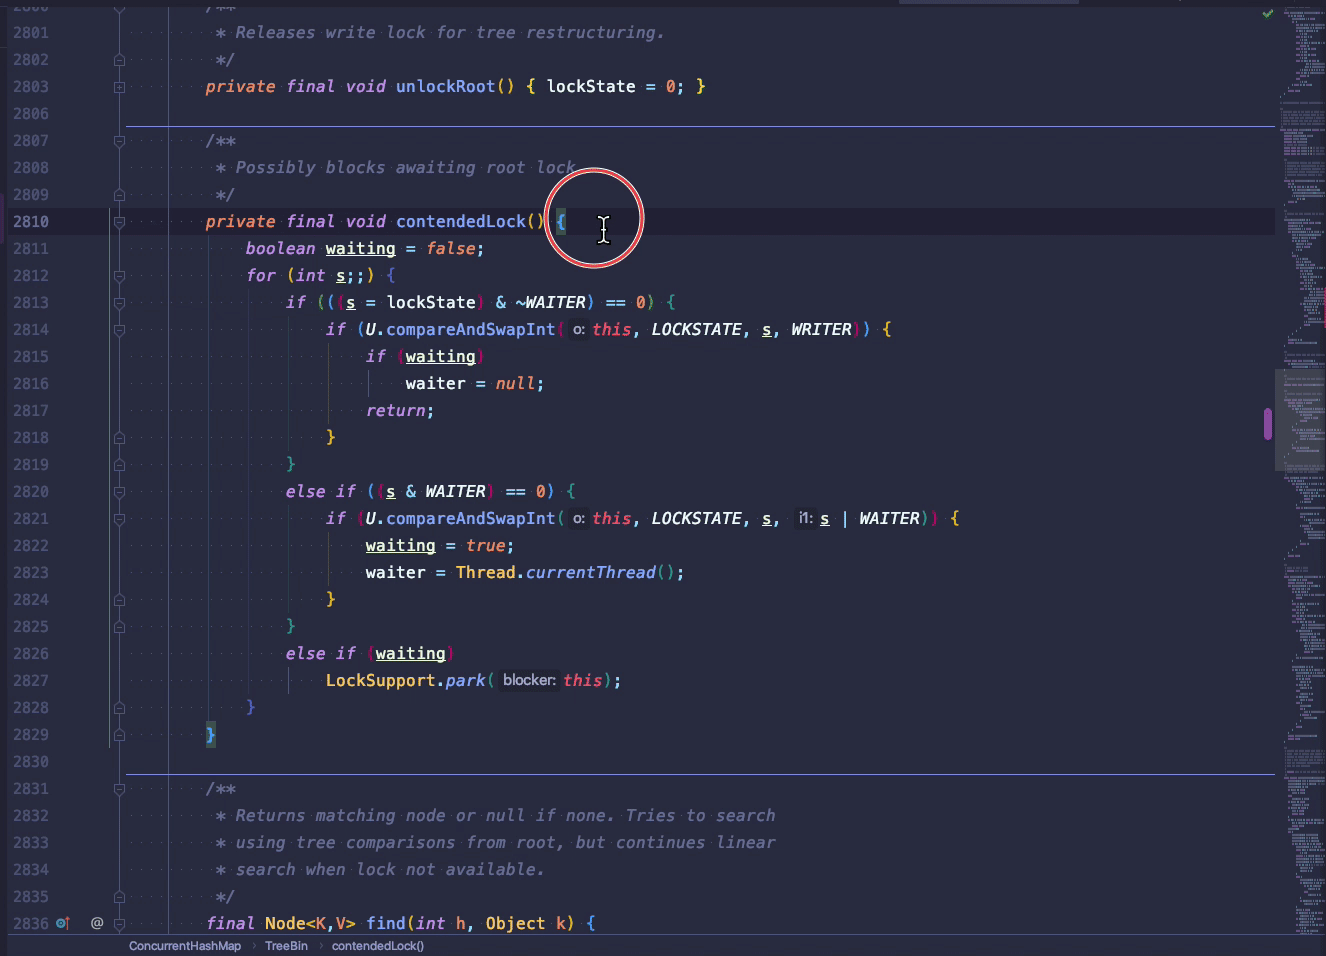 2800 /**
2801 * Releases write lock for tree restructuring.
2802 */
2803 private final void unlockRoot() { lockState = 0; }
2806
2807 /**
2808 * Possibly blocks awaiting root lock.
2809 */
2810 private final void contendedLock() {
2811 boolean waiting = false;
2812 for (int s;;) {
2813 if (((s = lockState) & ~WAITER) == 0) {
2814 if (U.compareAndSwapInt( o: this, LOCKSTATE, s, WRITER)) {
2815 if (waiting)
2816 waiter = null;
2817 return;
2818 }
2819 }
2820 else if ((s & WAITER) == 0) {
2821 if (U.compareAndSwapInt( o: this, LOCKSTATE, s, i1: s | WAITER)) {
2822 waiting = true;
2823 waiter = Thread.currentThread();
2824 }
2825 }
2826 else if (waiting)
2827 LockSupport.park( blocker: this);
2828 }
2829 }
2830
2831 /**
2832 * Returns matching node or null if none. Tries to search
2833 * using tree comparisons from root, but continues linear
2834 * search when lock not available.
2835 */
2836 @ final Node<K,V> find(int h, Object k) {
ConcurrentHashMap › TreeBin › contendedLock()